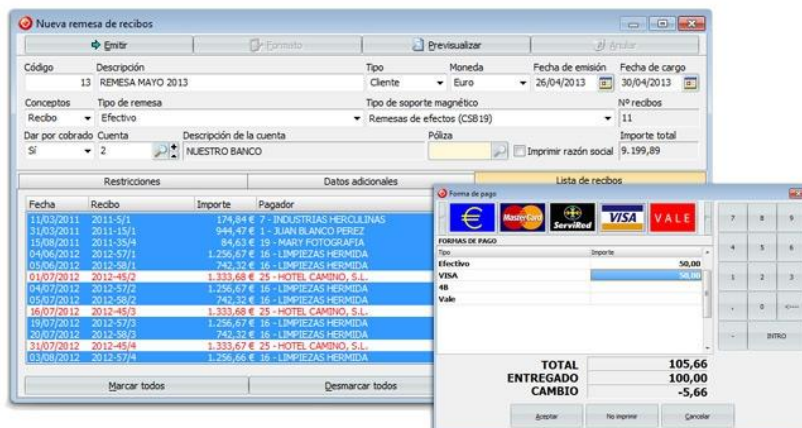 Nueva remesa de recibos
Emitir Formato Previsualizar Anular
Código Descripción Tipo Moneda Fecha de emisión Fecha de cargo
13 REMESA MAYO 2013 Cliente Euro 26/04/2013 30/04/2013
Conceptos Tipo de remesa Tipo de soporte magnético Nº recibos
Recibo Efectivo Remesas de efectos (CSB19) 11
Dar por cobrado Cuenta Descripción de la cuenta Póliza Importe total
Sí 2 NUESTRO BANCO Imprimir razón social 9.199,89
Restricciones Datos adicionales Lista de recibos
Fecha Recibo Importe Pagador
11/03/2011 2011-5/1 174,84 € 7 - INDUSTRIAS HERCULINAS
31/03/2011 2011-15/1 944,47 € 1 - JUAN BLANCO PEREZ
15/08/2011 2011-35/4 84,63 € 19 - MARY FOTOGRAFIA
04/06/2012 2012-57/1 1.256,67 € 16 - LIMPIEZAS HERMIDA
05/06/2012 2012-58/1 742,32 € 16 - LIMPIEZAS HERMIDA
01/07/2012 2012-45/2 1.333,68 € 25 - HOTEL CAMINO, S.L.
04/07/2012 2012-57/2 1.256,67 € 16 - LIMPIEZAS HERMIDA
05/07/2012 2012-58/2 742,32 € 16 - LIMPIEZAS HERMIDA
16/07/2012 2012-45/3 1.333,68 € 25 - HOTEL CAMINO, S.L.
19/07/2012 2012-57/3 1.256,67 € 16 - LIMPIEZAS HERMIDA
20/07/2012 2012-58/3 742,32 € 16 - LIMPIEZAS HERMIDA
31/07/2012 2012-45/4 1.333,67 € 25 - HOTEL CAMINO, S.L.
03/08/2012 2012-57/4 1.256,66 € 16 - LIMPIEZAS HERMIDA
Marcar todos Desmarcar todos
Forma de pago
€ MasterCard ServiRed VISA VALE
FORMAS DE PAGO
Tipo Importe
Efectivo 50,00
VISA 50,00
4B
Vale
TOTAL 105,66
ENTREGADO 100,00
CAMBIO -5,66
Aceptar No imprimir Cancelar
7 8 9
4 5 6
1 2 3
, 0 <---
- INTRO